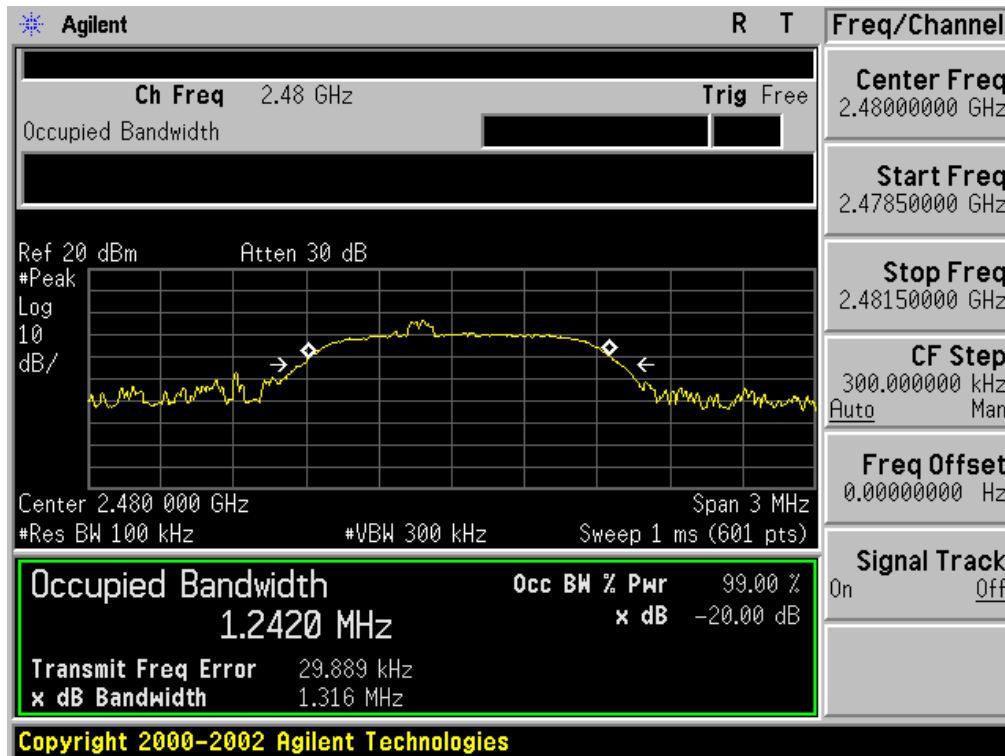 Agilent R T
Ch Freq 2.48 GHz Trig Free
Occupied Bandwidth
Ref 20 dBm Atten 30 dB
#Peak
Log
10
dB/
Center 2.480 000 GHz Span 3 MHz
#Res BW 100 kHz #VBW 300 kHz Sweep 1 ms (601 pts)
Occupied Bandwidth
1.2420 MHz
Occ BW % Pwr 99.00 %
x dB -20.00 dB
Transmit Freq Error 29.889 kHz
x dB Bandwidth 1.316 MHz
Copyright 2000-2002 Agilent Technologies
Freq/Channel
Center Freq
2.48000000 GHz
Start Freq
2.47850000 GHz
Stop Freq
2.48150000 GHz
CF Step
300.000000 kHz
Auto Man
Freq Offset
0.00000000 Hz
Signal Track
On Off